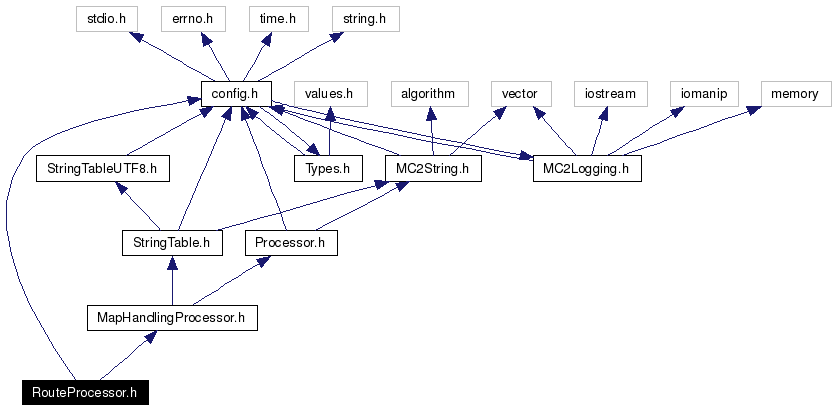 stdio.h
errno.h
time.h
string.h
config.h
values.h
algorithm
vector
iostream
iomanip
memory
StringTableUTF8.h
Types.h
MC2String.h
MC2Logging.h
StringTable.h
Processor.h
MapHandlingProcessor.h
RouteProcessor.h